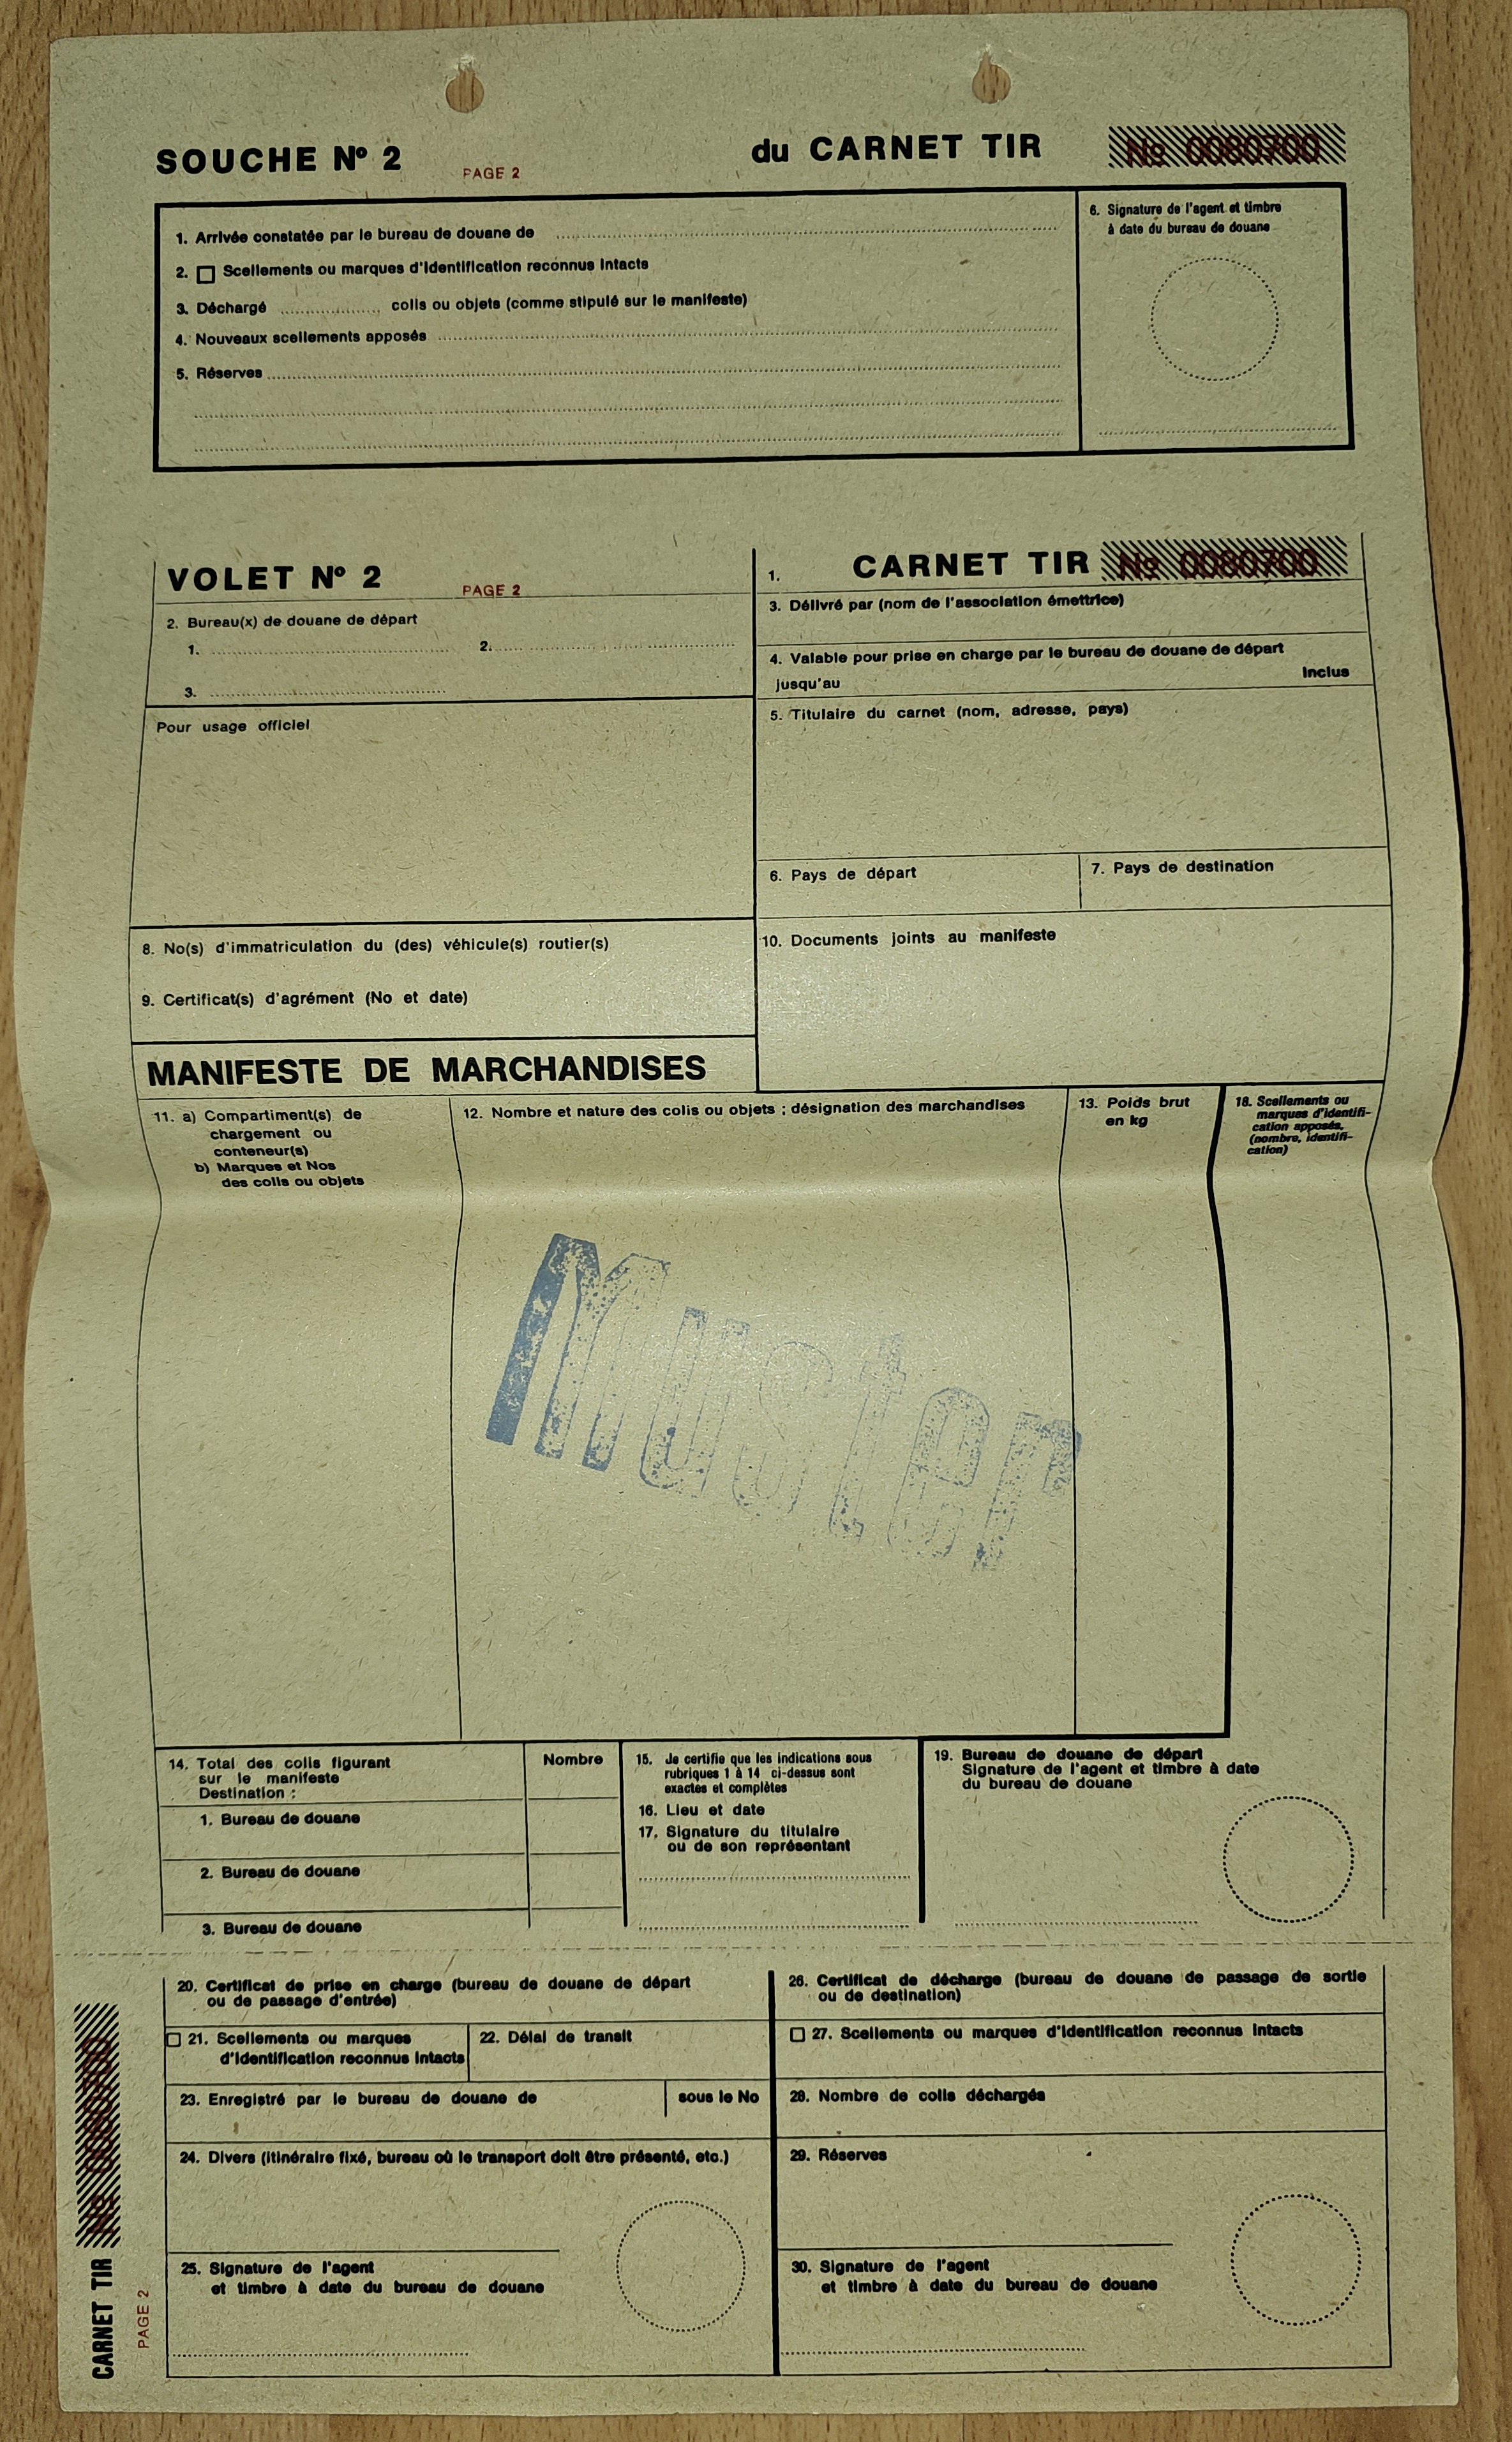 SOUCHE Nº 2 PAGE 2 du CARNET TIR No 0080700
1. Arrivée constatée par le bureau de douane de
2. Scellements ou marques d'identification reconnus intacts
3. Déchargé colis ou objets (comme stipulé sur le manifeste)
4. Nouveaux scellements apposés
5. Réserves
6. Signature de l'agent et timbre
à date du bureau de douane
VOLET Nº 2 PAGE 2
1. CARNET TIR No 0080700
2. Bureau(x) de douane de départ
1. 2.
3.
Pour usage officiel
3. Délivré par (nom de l'association émettrice)
4. Valable pour prise en charge par le bureau de douane de départ
jusqu'au inclus
5. Titulaire du carnet (nom, adresse, pays)
6. Pays de départ
7. Pays de destination
8. No(s) d'immatriculation du (des) véhicule(s) routier(s)
9. Certificat(s) d'agrément (No et date)
10. Documents joints au manifeste
MANIFESTE DE MARCHANDISES
11. a) Compartiment(s) de
chargement ou
conteneur(s)
b) Marques et Nos
des colis ou objets
12. Nombre et nature des colis ou objets ; désignation des marchandises
13. Poids brut
en kg
18. Scellements ou
marques d'identifi-
cation apposés,
(nombre, identifi-
cation)
Muster
14. Total des colis figurant
sur le manifeste
Destination :
Nombre
1. Bureau de douane
2. Bureau de douane
3. Bureau de douane
15. Je certifie que les indications sous
rubriques 1 à 14 ci-dessus sont
exactes et complètes
16. Lieu et date
17. Signature du titulaire
ou de son représentant
19. Bureau de douane de départ
Signature de l'agent et timbre à date
du bureau de douane
20. Certificat de prise en charge (bureau de douane de départ
ou de passage d'entrée)
21. Scellements ou marques
d'identification reconnus intacts
22. Délai de transit
23. Enregistré par le bureau de douane de sous le No
24. Divers (itinéraire fixé, bureau où le transport doit être présenté, etc.)
25. Signature de l'agent
et timbre à date du bureau de douane
26. Certificat de décharge (bureau de douane de passage de sortie
ou de destination)
27. Scellements ou marques d'identification reconnus intacts
28. Nombre de colis déchargés
29. Réserves
30. Signature de l'agent
et timbre à date du bureau de douane
CARNET TIR No 0080700
PAGE 2